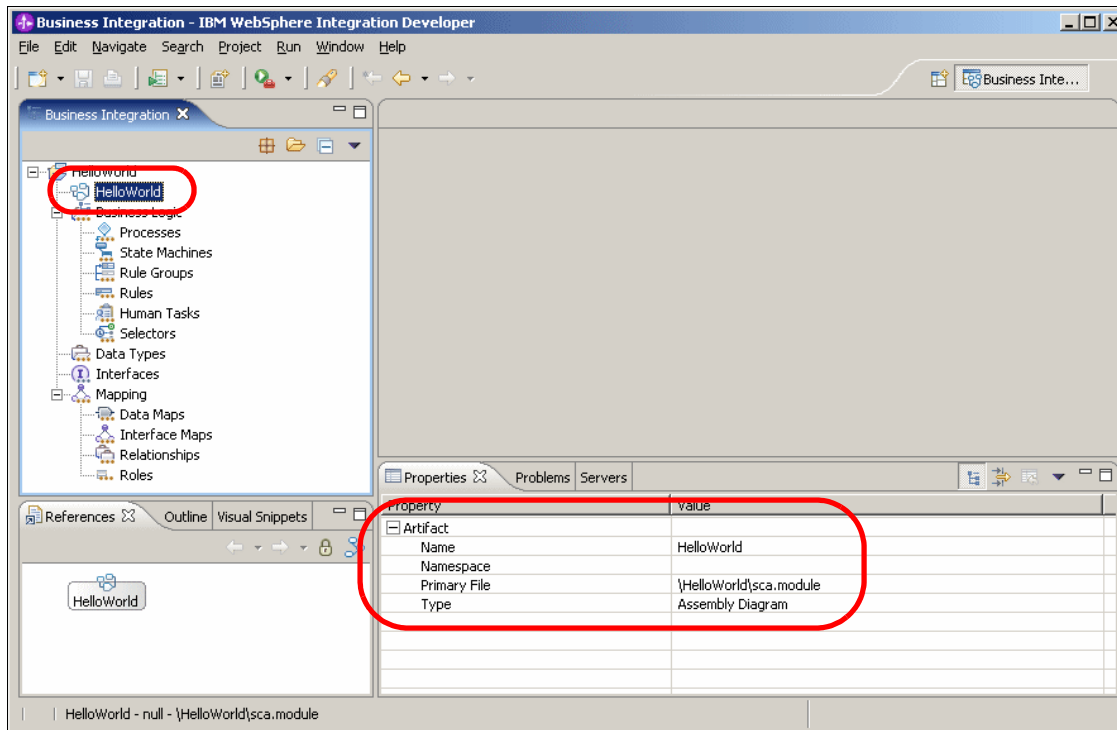 Business Integration - IBM WebSphere Integration Developer
File Edit Navigate Search Project Run Window Help
Business Inte...
Business Integration
HelloWorld
HelloWorld
Business Logic
Processes
State Machines
Rule Groups
Rules
Human Tasks
Selectors
Data Types
Interfaces
Mapping
Data Maps
Interface Maps
Relationships
Roles
References Outline Visual Snippets
HelloWorld
Properties Problems Servers
Property Value
Artifact
Name HelloWorld
Namespace
Primary File \HelloWorld\sca.module
Type Assembly Diagram
HelloWorld - null - \HelloWorld\sca.module